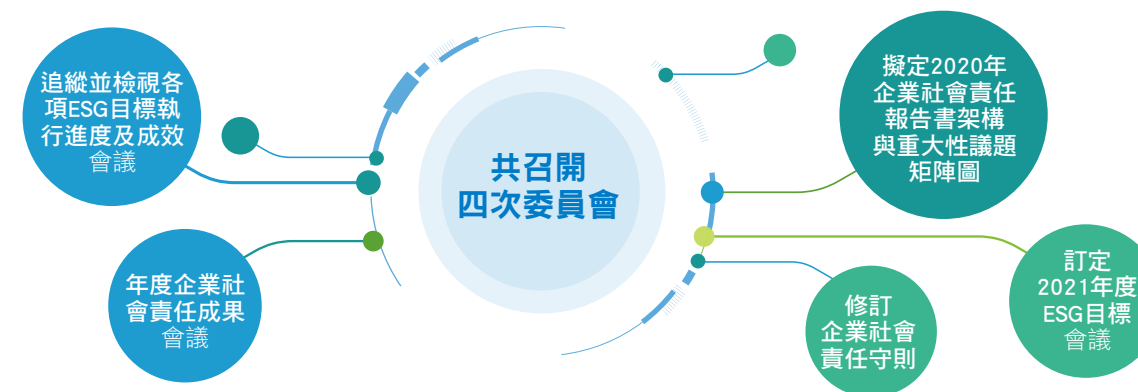 追縱並檢視各
項ESG目標執
行進度及成效
會議
年度企業社
會責任成果
會議
共召開
四次委員會
擬定2020年
企業社會責任
報告書架構
與重大性議題
矩陣圖
修訂
企業社會
責任守則
訂定
2021年度
ESG目標
會議